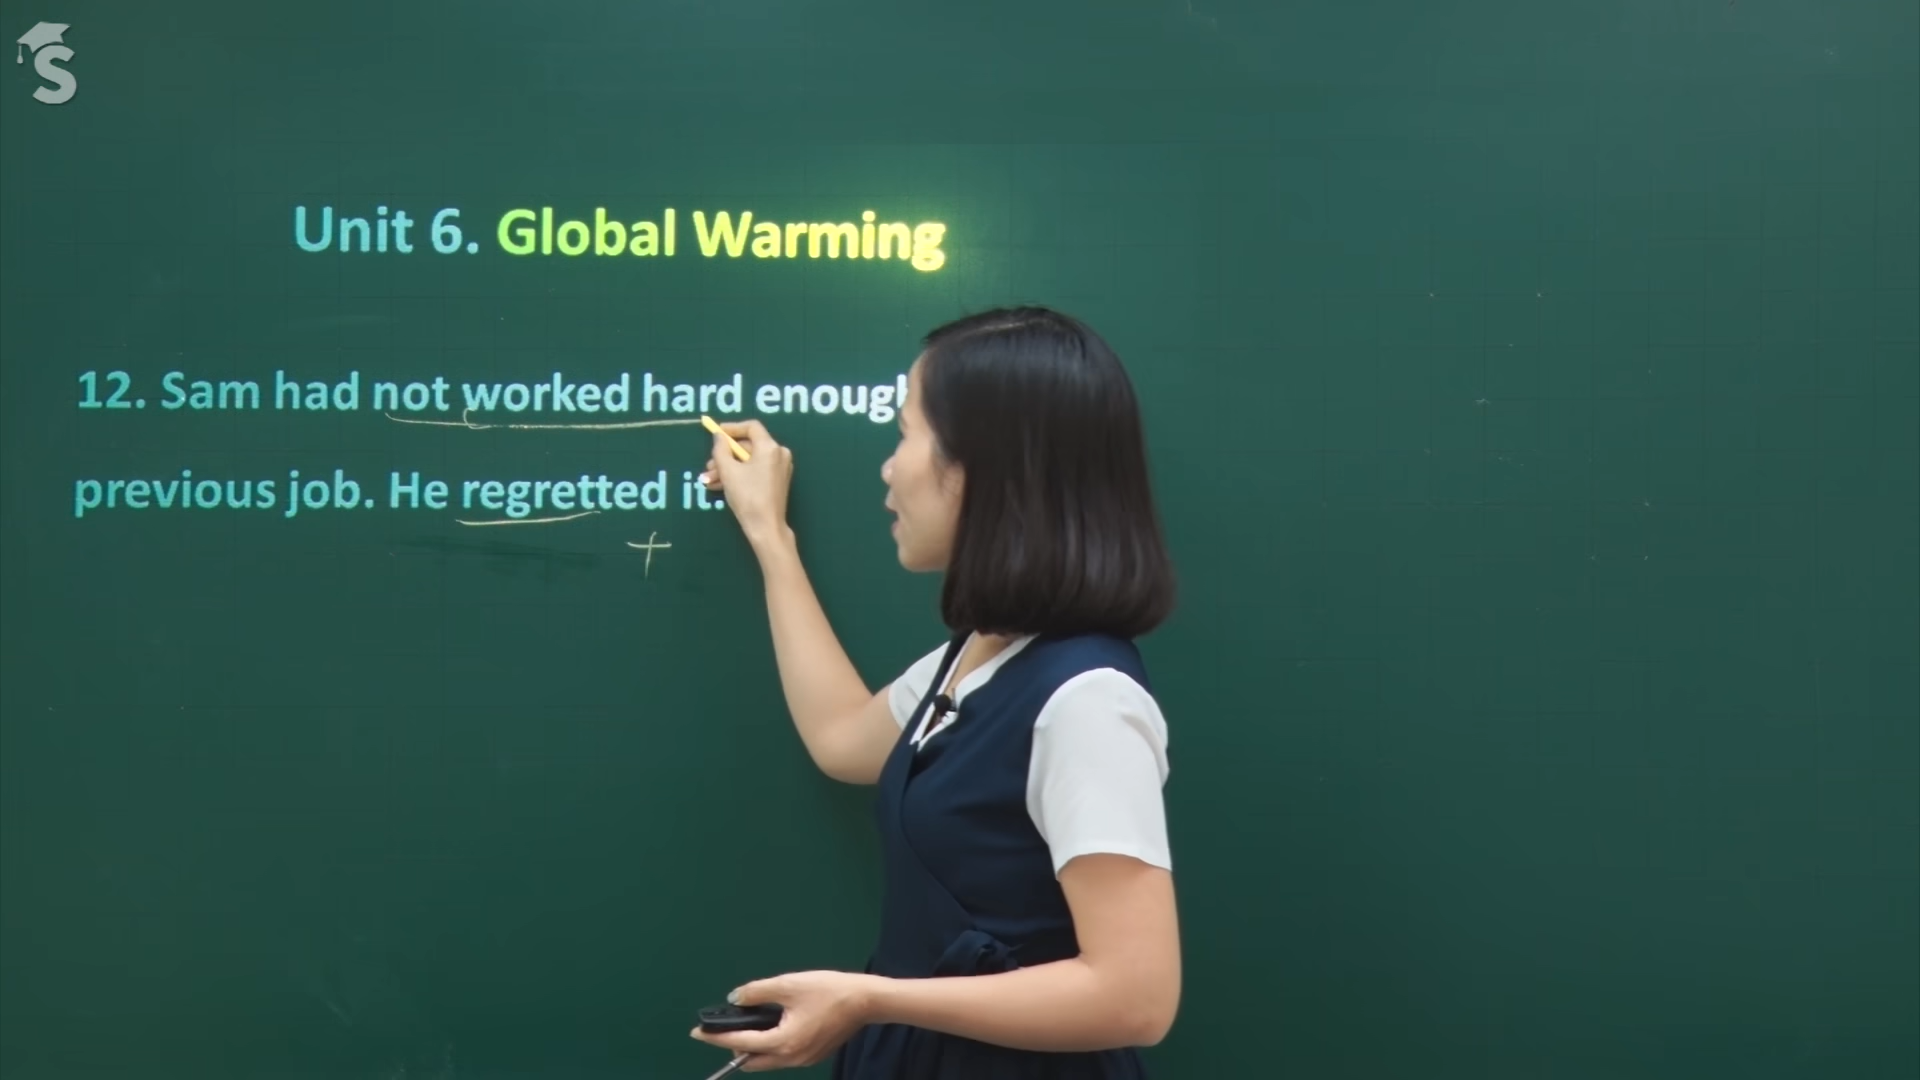 S
Unit 6. Global Warming
12. Sam had not worked hard enough
previous job. He regretted it.
+